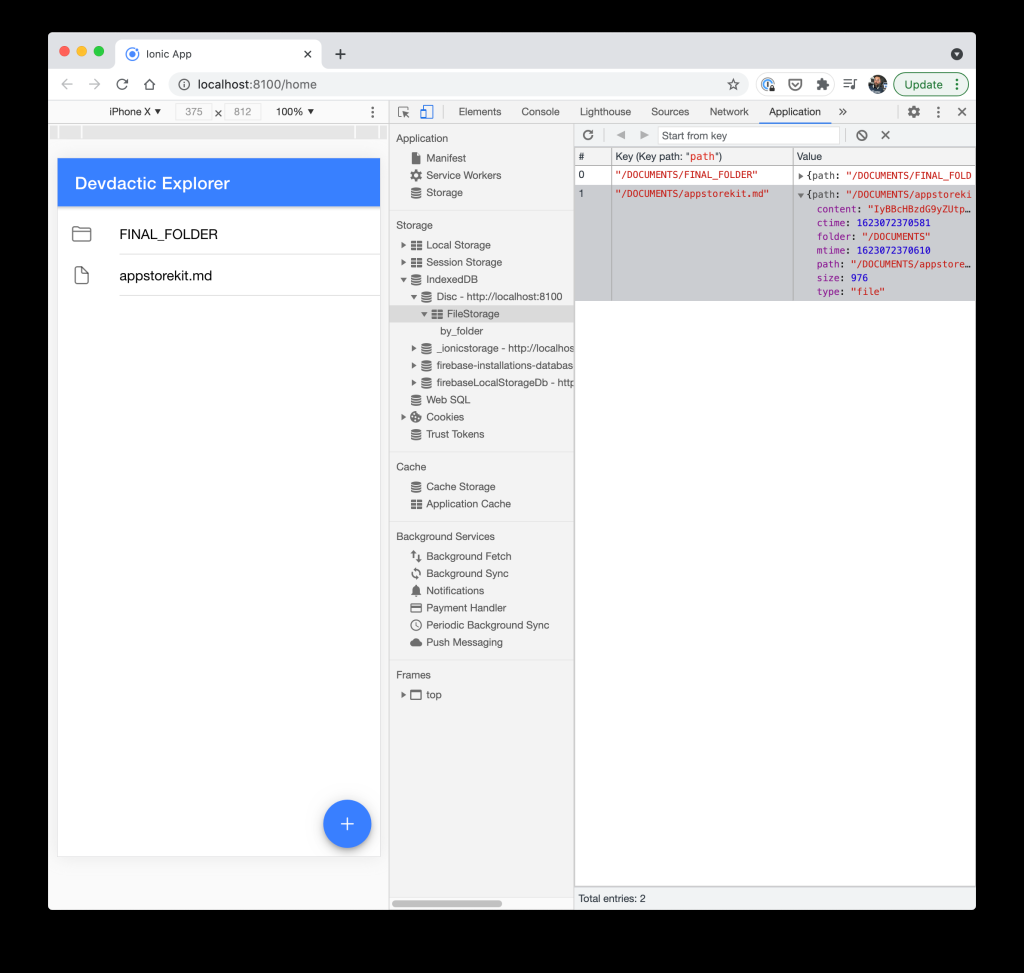 Ionic App
localhost:8100/home
Update
iPhone X ▼ 375 x 812 100% ▼
Elements Console Lighthouse Sources Network Application »
Devdactic Explorer
FINAL_FOLDER
appstorekit.md
+
Application
Manifest
Service Workers
Storage
Storage
Local Storage
Session Storage
IndexedDB
Disc - http://localhost:8100
FileStorage
by_folder
_ionicstorage - http://localhos
firebase-installations-databas
firebaseLocalStorageDb - http
Web SQL
Cookies
Trust Tokens
Cache
Cache Storage
Application Cache
Background Services
Background Fetch
Background Sync
Notifications
Payment Handler
Periodic Background Sync
Push Messaging
Frames
top
Start from key
# Key (Key path: "path") Value
0 "/DOCUMENTS/FINAL_FOLDER" {path: "/DOCUMENTS/FINAL_FOLD
1 "/DOCUMENTS/appstorekit.md" {path: "/DOCUMENTS/appstoreki
content: "IyBBcHBzdG9yZUtp…
ctime: 1623072370581
folder: "/DOCUMENTS"
mtime: 1623072370610
path: "/DOCUMENTS/appstore…
size: 976
type: "file"
Total entries: 2